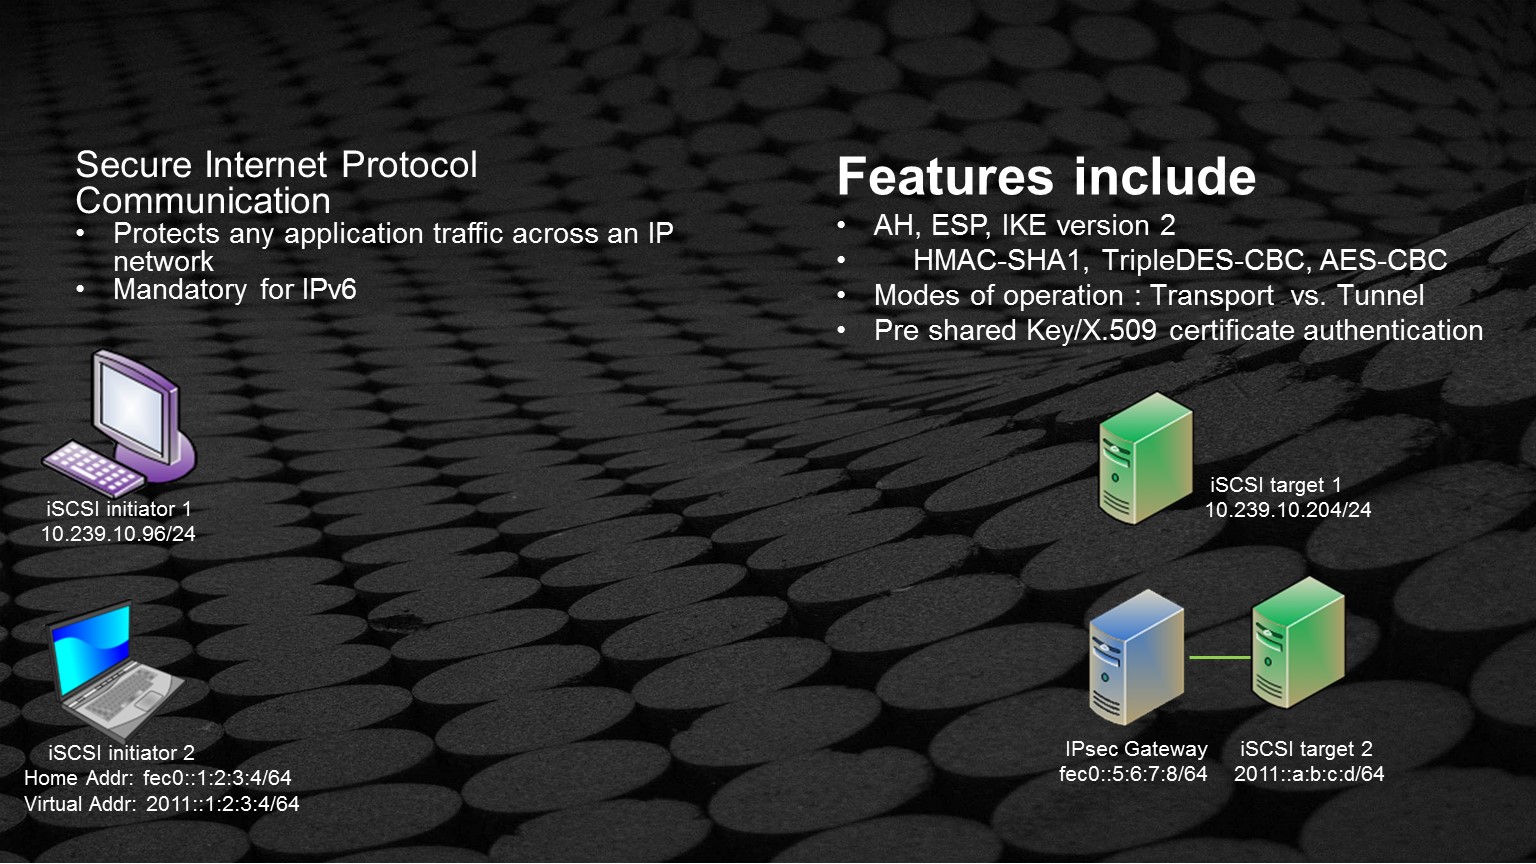 Secure Internet Protocol
Communication
• Protects any application traffic across an IP
network
• Mandatory for IPv6
Features include
• AH, ESP, IKE version 2
• HMAC-SHA1, TripleDES-CBC, AES-CBC
• Modes of operation : Transport vs. Tunnel
• Pre shared Key/X.509 certificate authentication
iSCSI initiator 1
10.239.10.96/24
iSCSI target 1
10.239.10.204/24
iSCSI initiator 2
Home Addr: fec0::1:2:3:4/64
Virtual Addr: 2011::1:2:3:4/64
IPsec Gateway
fec0::5:6:7:8/64
iSCSI target 2
2011::a:b:c:d/64